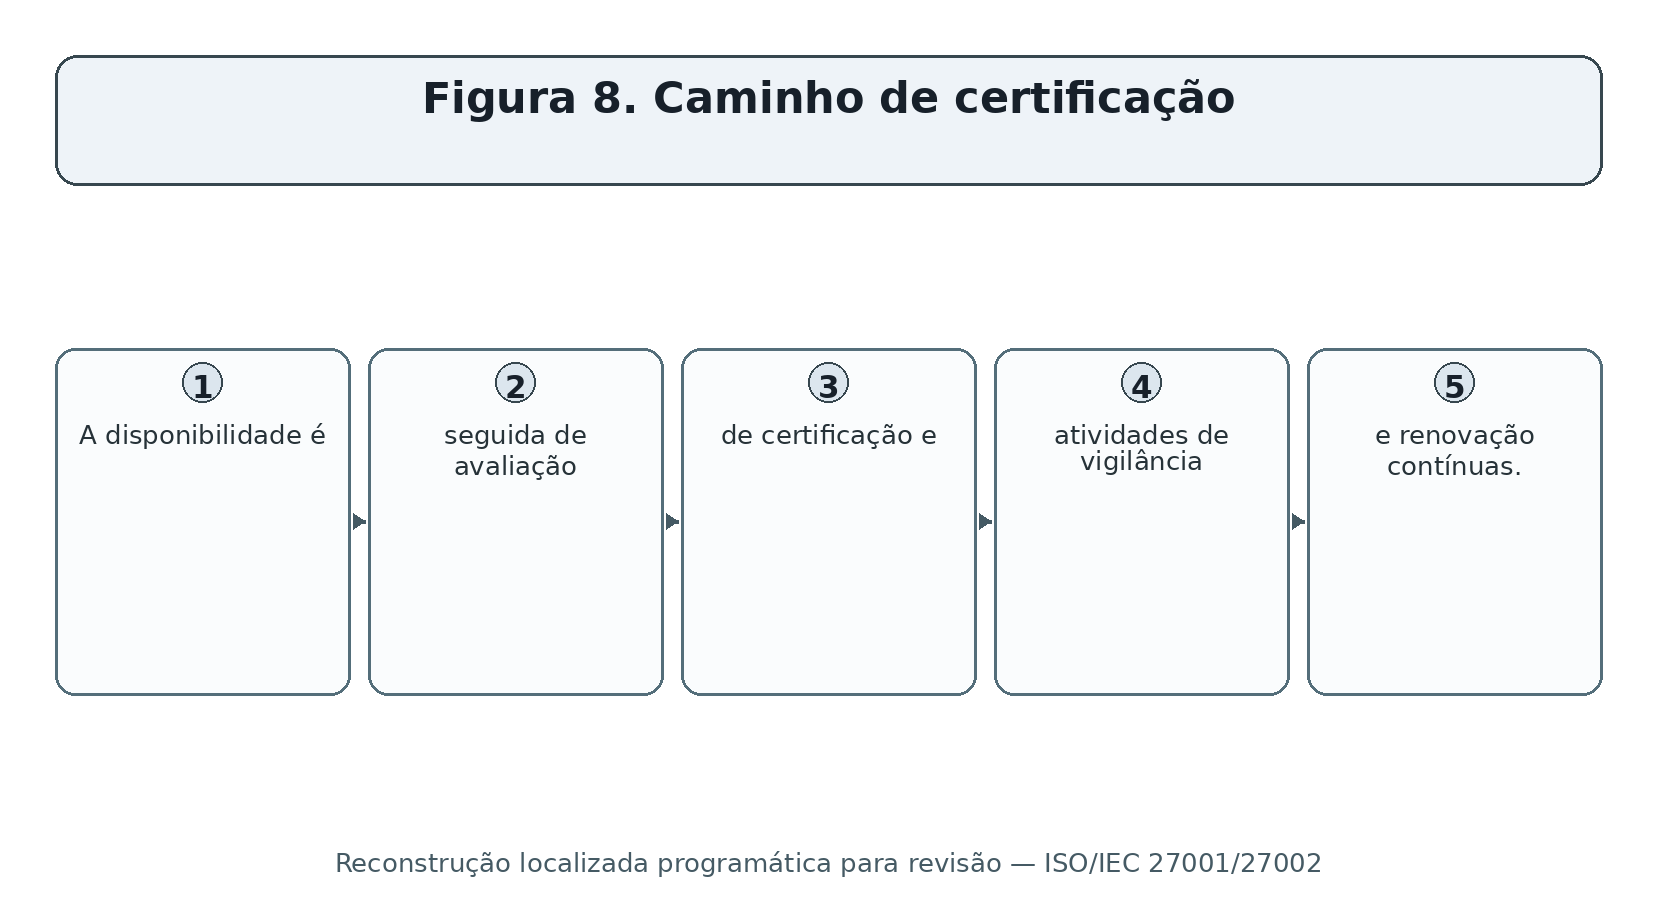 Figura 8. Caminho de certificação
1
A disponibilidade é
2
seguida de
avaliação
3
de certificação e
4
atividades de
vigilância
5
e renovação
contínuas.
Reconstrução localizada programática para revisão — ISO/IEC 27001/27002